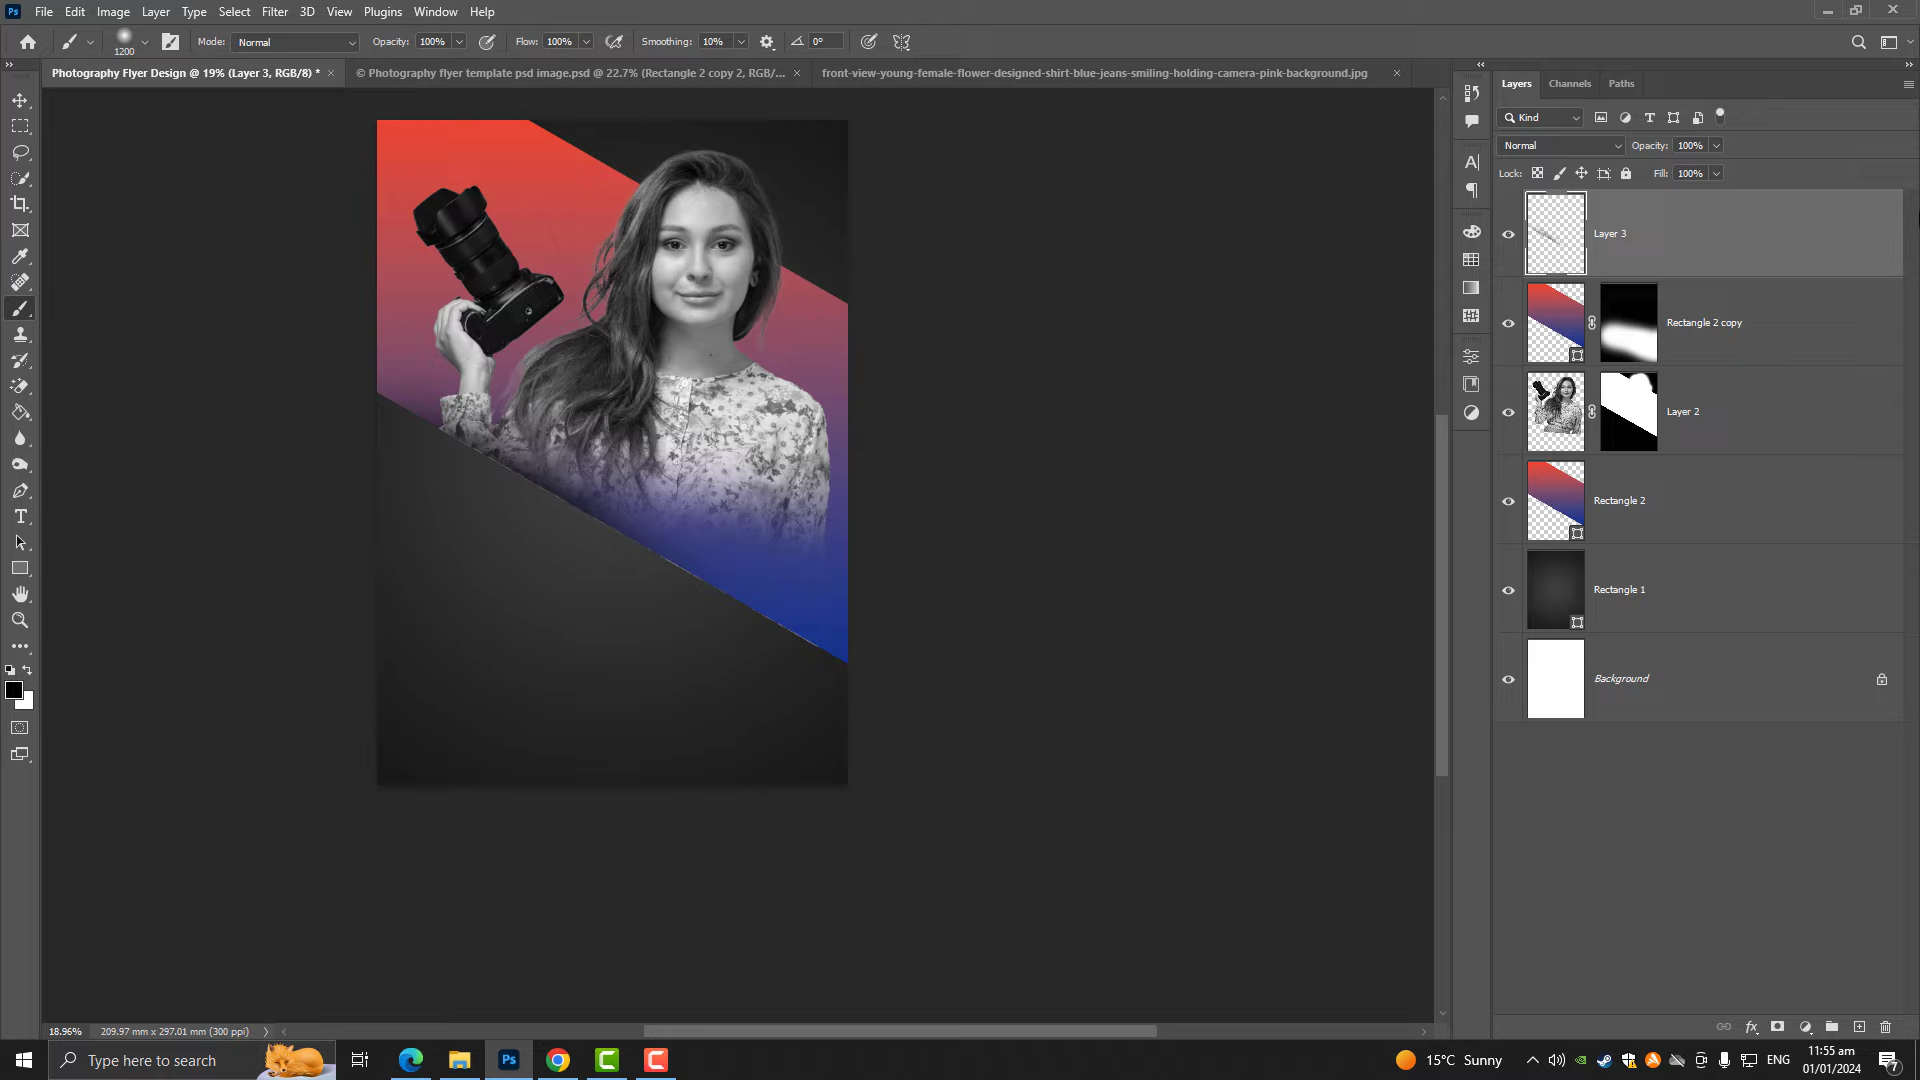 Ps File Edit Image Layer Type Select Filter 3D View Plugins Window Help
1200 Mode: Normal Opacity: 100% Flow: 100% Smoothing: 10% 0°
Photography Flyer Design @ 19% (Layer 3, RGB/8) * × © Photography flyer template psd image.psd @ 22.7% (Rectangle 2 copy 2, RGB/... × front-view-young-female-flower-designed-shirt-blue-jeans-smiling-holding-camera-pink-background.jpg ×
Layers Channels Paths
Kind
Normal Opacity: 100%
Lock: Fill: 100%
Layer 3
Rectangle 2 copy
Layer 2
Rectangle 2
Rectangle 1
Background
18.96% 209.97 mm x 297.01 mm (300 ppi)
Type here to search Ps 15°C Sunny ENG 11:55 am
01/01/2024 7